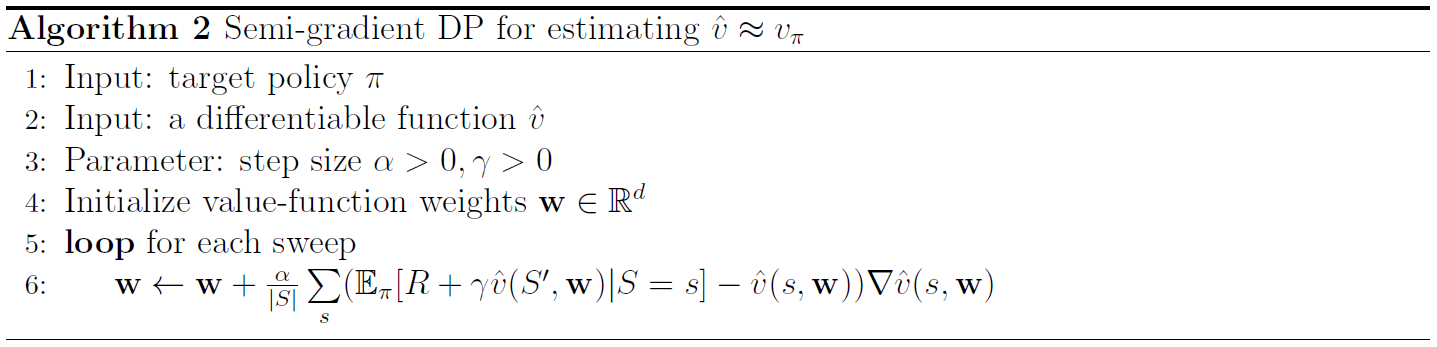 Algorithm 2 Semi-gradient DP for estimating v̂ ≈ v_π
1: Input: target policy π
2: Input: a differentiable function v̂
3: Parameter: step size α > 0, γ > 0
4: Initialize value-function weights w ∈ ℝ^d
5: loop for each sweep
6: w ← w + α/|S| ∑_s (𝔼_π[R + γv̂(S′, w)|S = s] − v̂(s, w))∇v̂(s, w)